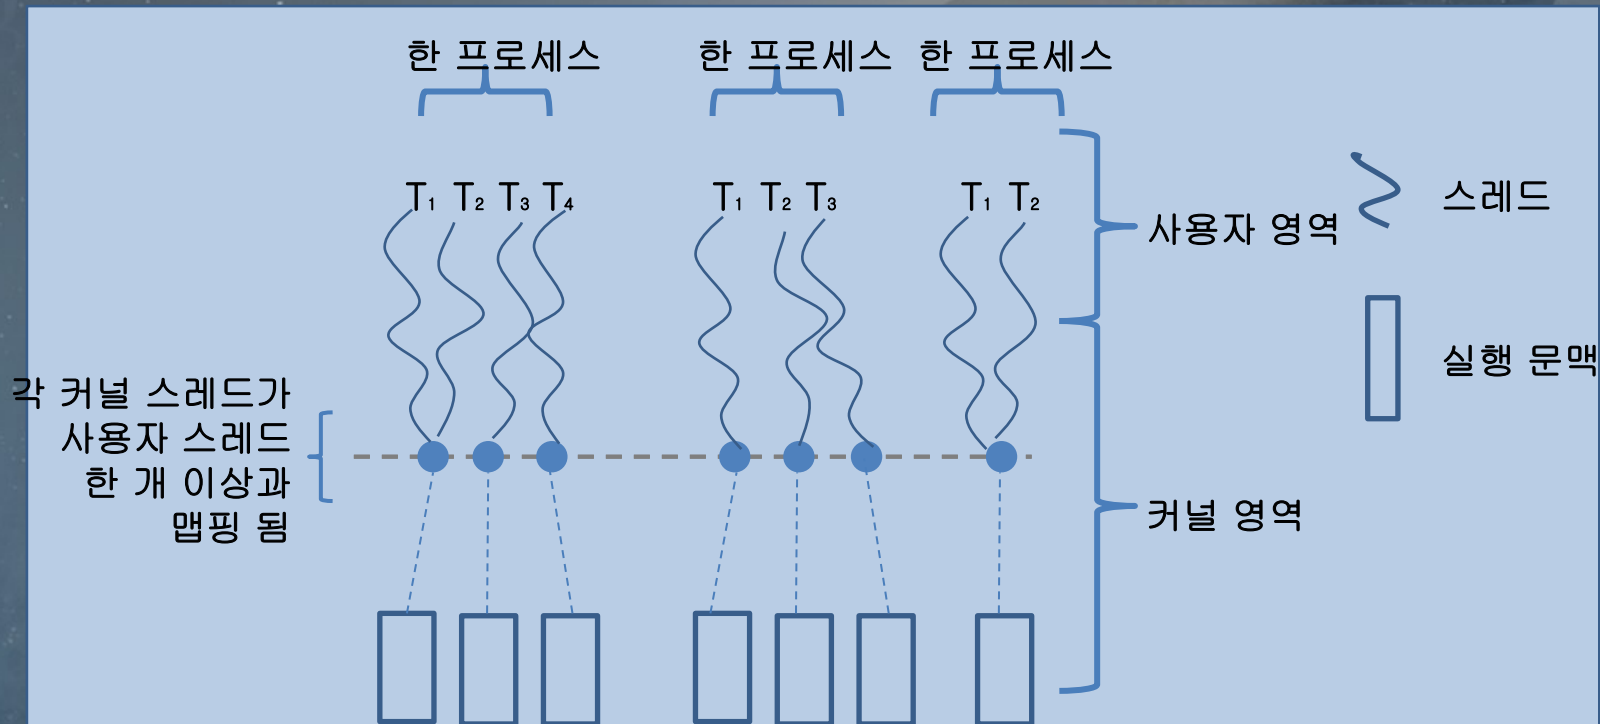 한 프로세스
한 프로세스
한 프로세스
T₁ T₂ T₃ T₄
T₁ T₂ T₃
T₁ T₂
사용자 영역
스레드
실행 문맥
각 커널 스레드가
사용자 스레드
한 개 이상과
맵핑 됨
커널 영역